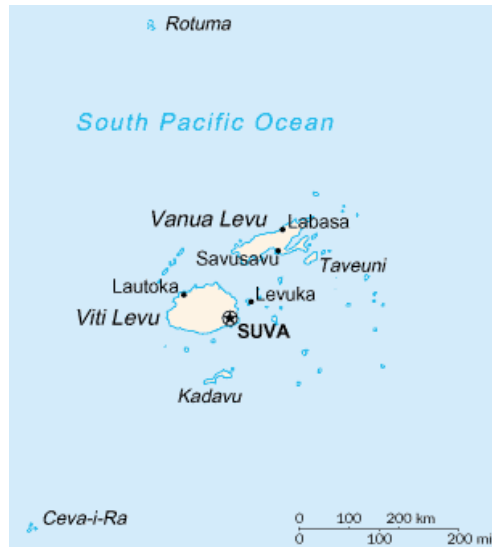 Rotuma
South Pacific Ocean
Vanua Levu
Labasa
Savusavu
Taveuni
Lautoka
Levuka
Viti Levu
SUVA
Kadavu
Ceva-i-Ra
0 100 200 km
0 100 200 mi